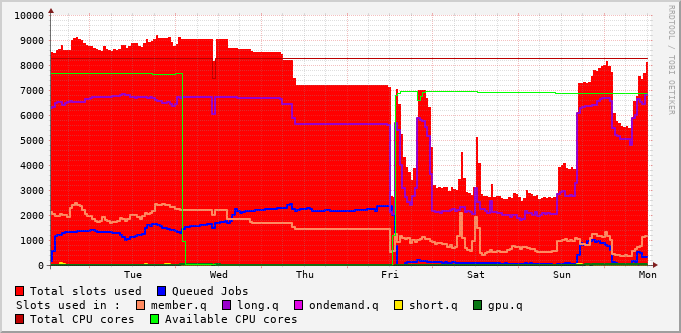 10000
9000
8000
7000
6000
5000
4000
3000
2000
1000
0
Tue Wed Thu Fri Sat Sun Mon
RRDTOOL / TOBI OETIKER
Total slots used Queued Jobs
Slots used in : member.q long.q ondemand.q short.q gpu.q
Total CPU cores Available CPU cores